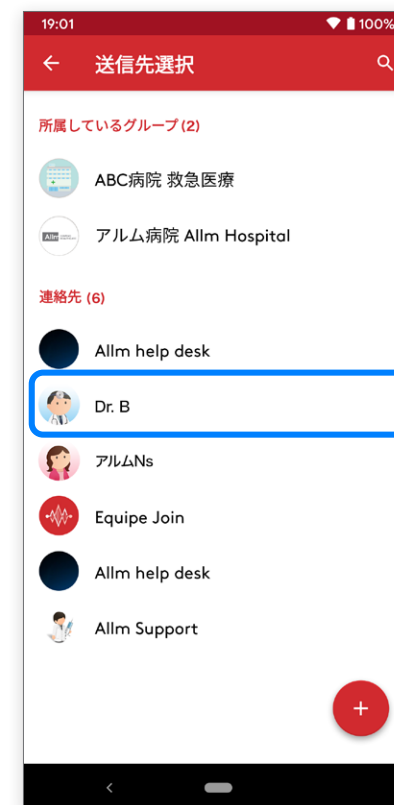 19:01 100%
送信先選択
所属しているグループ (2)
ABC病院 救急医療
アルム病院 Allm Hospital
Allm
連絡先 (6)
Allm help desk
Dr. B
アルムNs
Equipe Join
Allm help desk
Allm Support